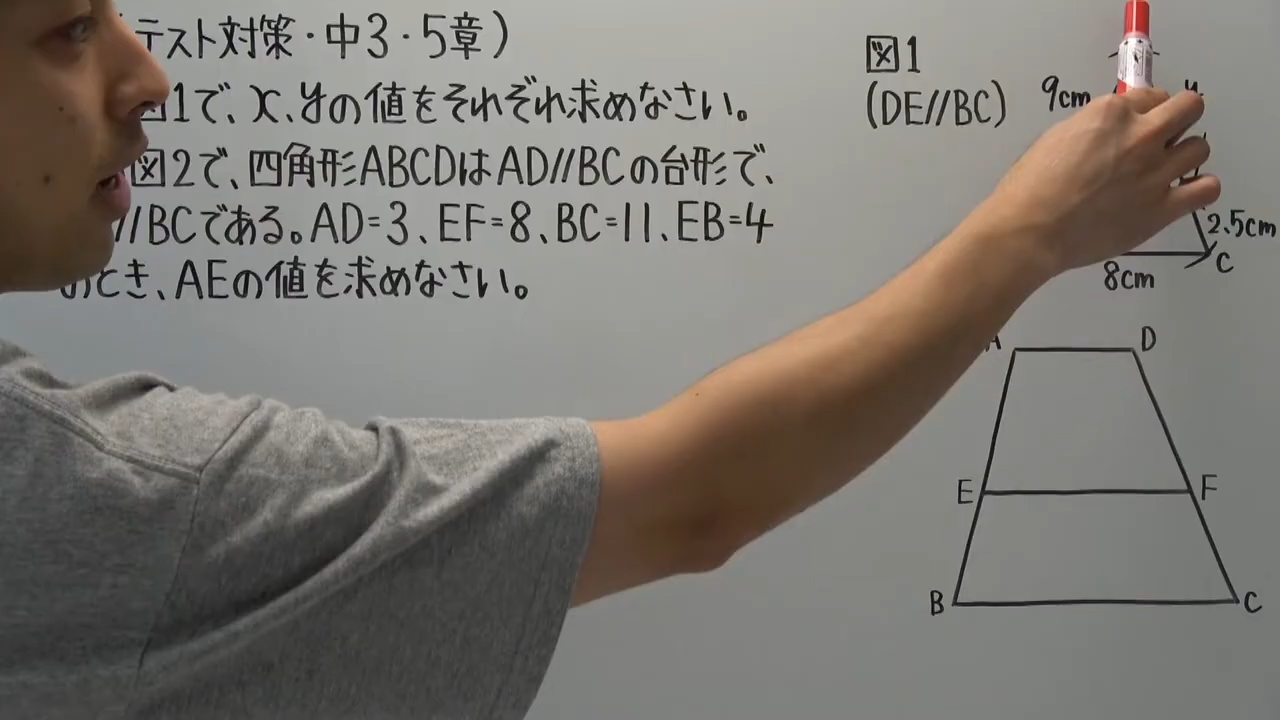 テスト対策・中3・5章)
図1で、x、yの値をそれぞれ求めなさい。
図2で、四角形ABCDはAD//BCの台形で、
//BCである。AD=3、EF=8、BC=11、EB=4
のとき、AEの値を求めなさい。
図1
(DE//BC)
9cm
y
2.5cm
C
8cm
A
D
E
F
B
C